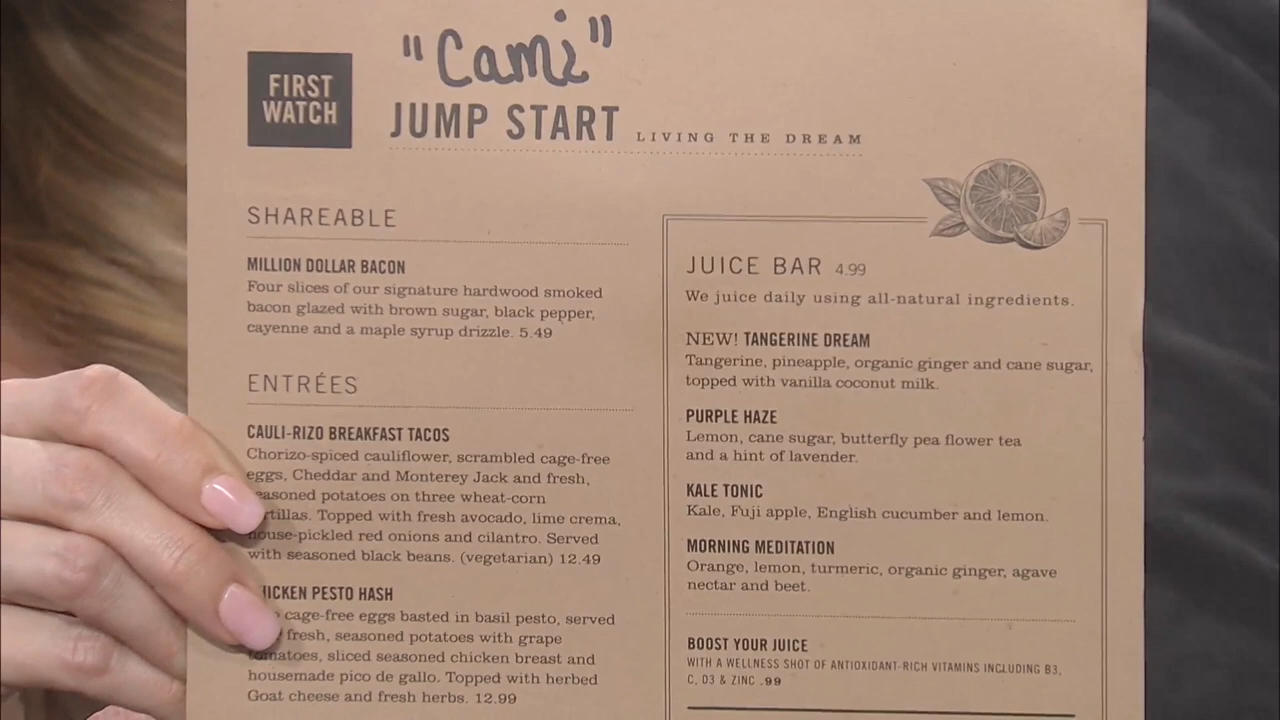 "Cami"
FIRST
WATCH
JUMP START LIVING THE DREAM
SHAREABLE
MILLION DOLLAR BACON
Four slices of our signature hardwood smoked
bacon glazed with brown sugar, black pepper,
cayenne and a maple syrup drizzle. 5.49
ENTRÉES
CAULI-RIZO BREAKFAST TACOS
Chorizo-spiced cauliflower, scrambled cage-free
eggs, Cheddar and Monterey Jack and fresh,
seasoned potatoes on three wheat-corn
tortillas. Topped with fresh avocado, lime crema,
house-pickled red onions and cilantro. Served
with seasoned black beans. (vegetarian) 12.49
CHICKEN PESTO HASH
cage-free eggs basted in basil pesto, served
fresh, seasoned potatoes with grape
tomatoes, sliced seasoned chicken breast and
housemade pico de gallo. Topped with herbed
Goat cheese and fresh herbs. 12.99
JUICE BAR 4.99
We juice daily using all-natural ingredients.
NEW! TANGERINE DREAM
Tangerine, pineapple, organic ginger and cane sugar,
topped with vanilla coconut milk.
PURPLE HAZE
Lemon, cane sugar, butterfly pea flower tea
and a hint of lavender.
KALE TONIC
Kale, Fuji apple, English cucumber and lemon.
MORNING MEDITATION
Orange, lemon, turmeric, organic ginger, agave
nectar and beet.
BOOST YOUR JUICE
WITH A WELLNESS SHOT OF ANTIOXIDANT-RICH VITAMINS INCLUDING B3,
C, D3 & ZINC .99